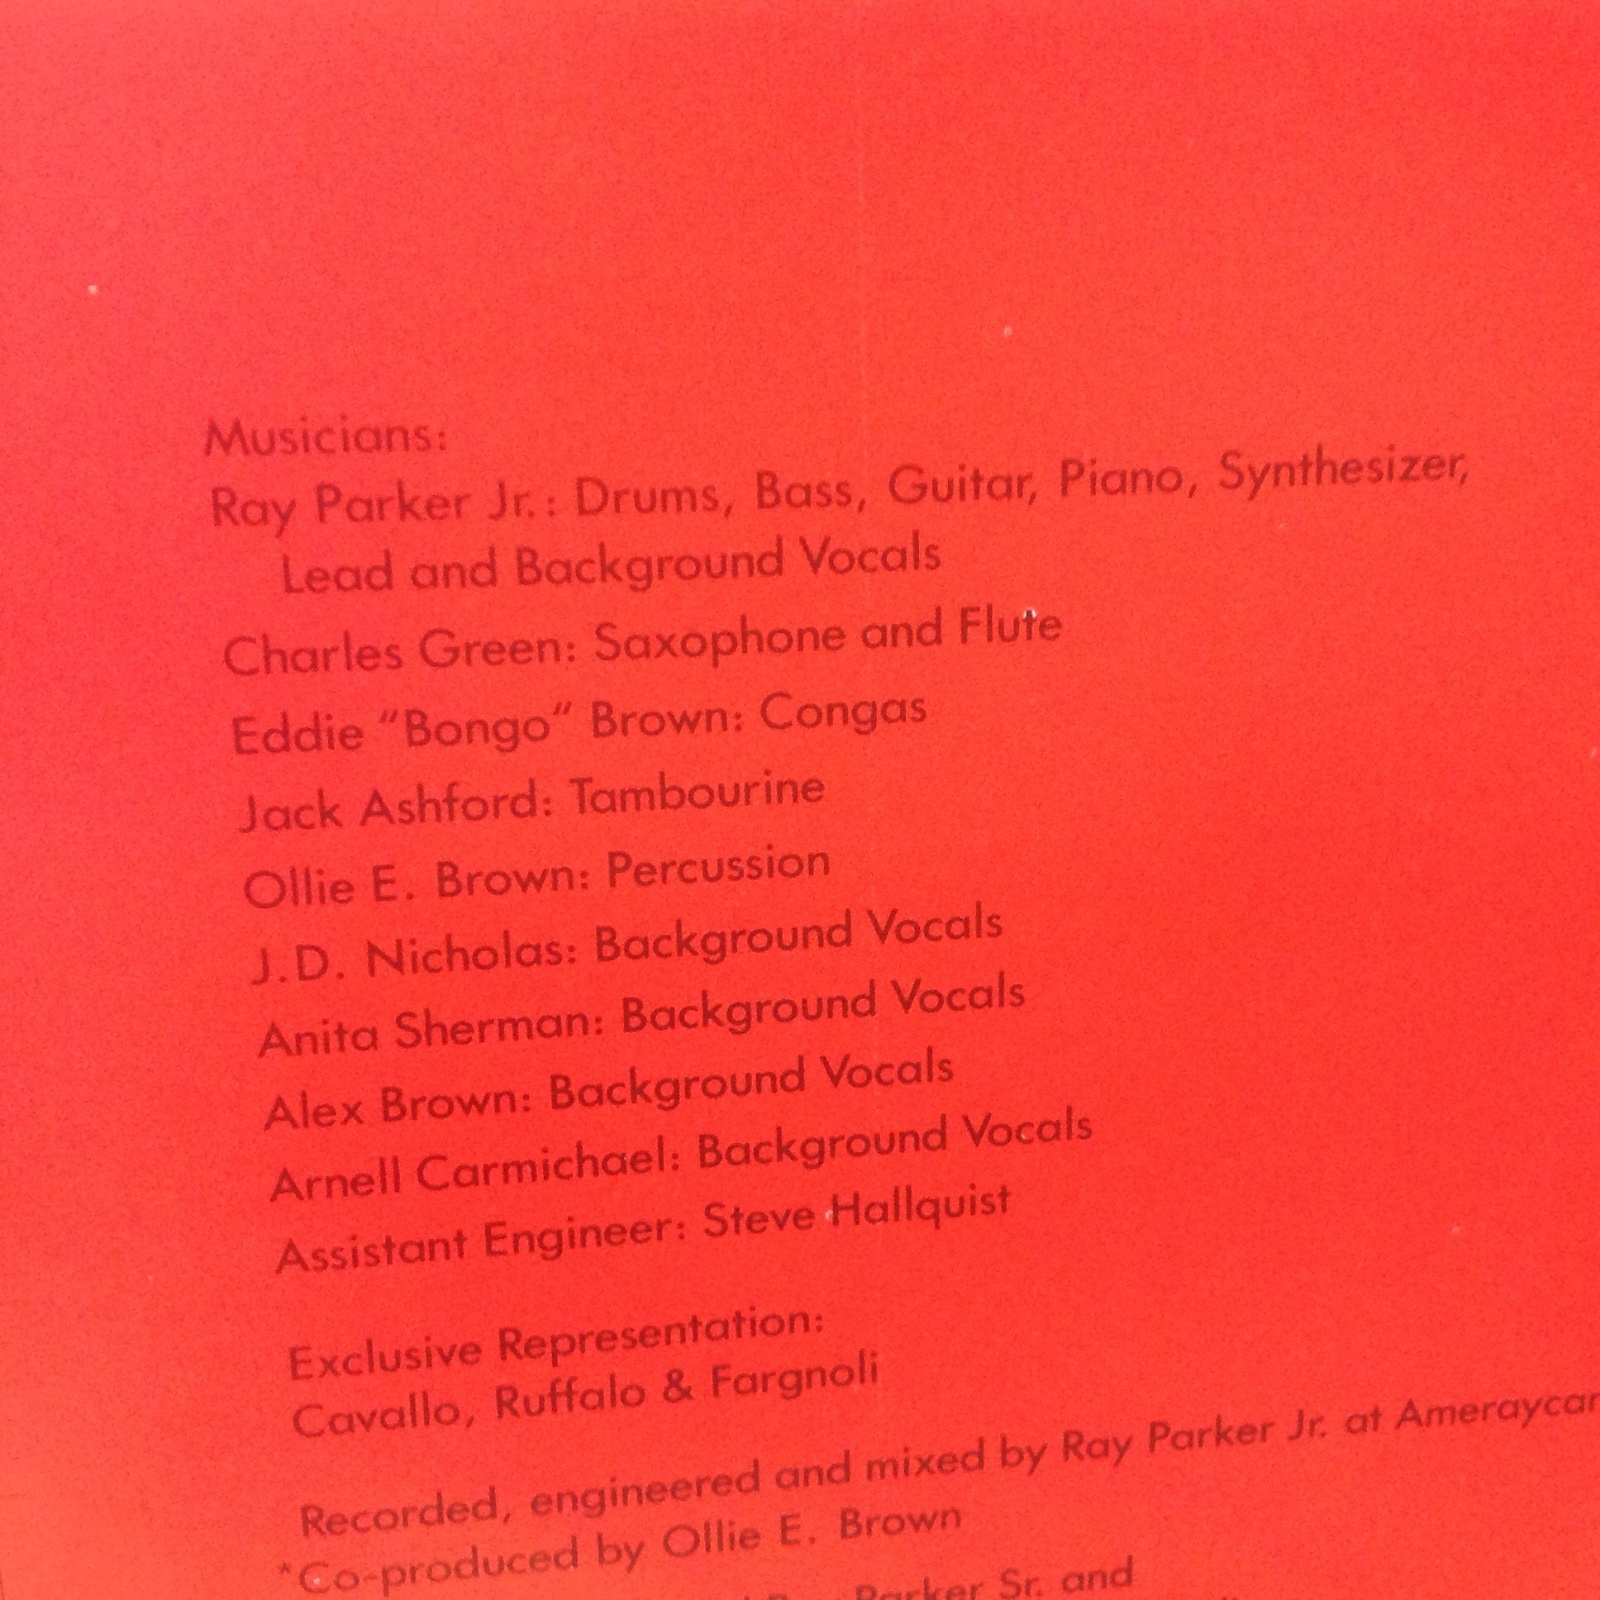 Musicians:
Ray Parker Jr.: Drums, Bass, Guitar, Piano, Synthesizer,
Lead and Background Vocals
Charles Green: Saxophone and Flute
Eddie “Bongo“ Brown: Congas
Jack Ashford: Tambourine
Ollie E. Brown: Percussion
J.D. Nicholas: Background Vocals
Anita Sherman: Background Vocals
Alex Brown: Background Vocals
Arnell Carmichael: Background Vocals
Assistant Engineer: Steve Hallquist
Exclusive Representation:
Cavallo, Ruffalo & Fargnoli
Recorded, engineered and mixed by Ray Parker Jr. at Ameraycan
*Co-produced by Ollie E. Brown
Parker Sr. and